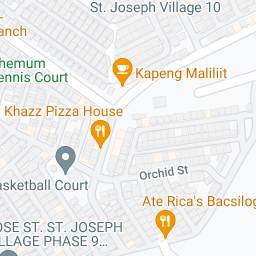 St. Joseph Village 10
anch
hemum
ennis Court
Kapeng Maliliit
Khazz Pizza House
Orchid St
asketball Court
Ate Rica's Bacsilog
OSE ST. ST. JOSEPH
ILLAGE PHASE 9...